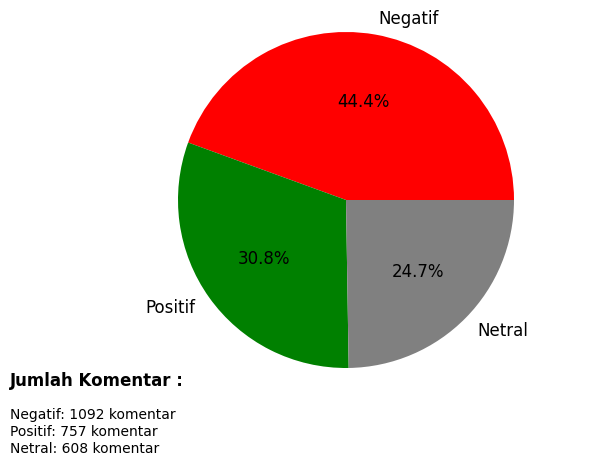 Negatif
44.4%
30.8%
24.7%
Positif
Netral
Jumlah Komentar :
Negatif: 1092 komentar
Positif: 757 komentar
Netral: 608 komentar